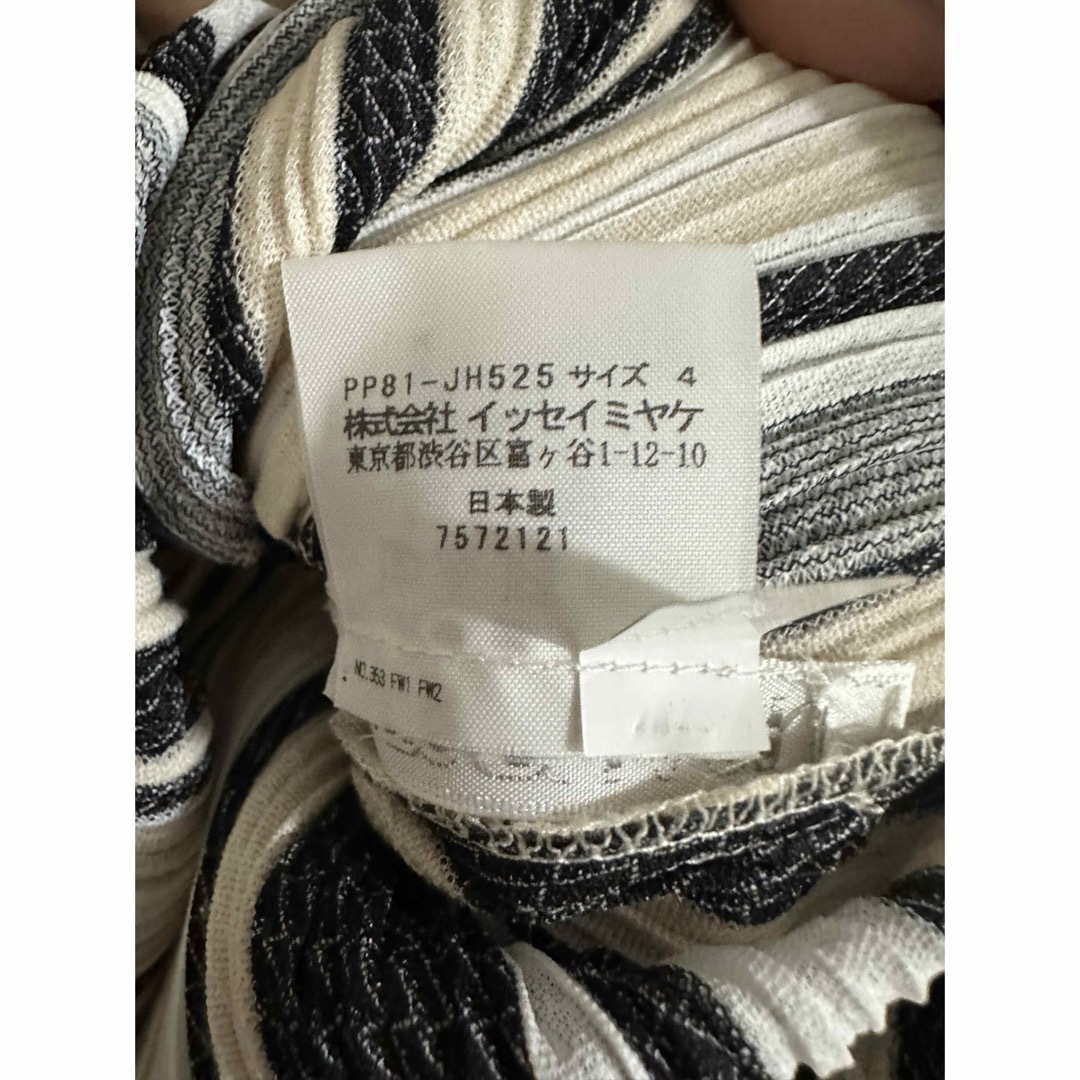 PP81-JH525 サイズ 4
株式会社 イッセイミヤケ
東京都渋谷区富ヶ谷1-12-10
日本製
7572121
NO.353 FW1 FW2